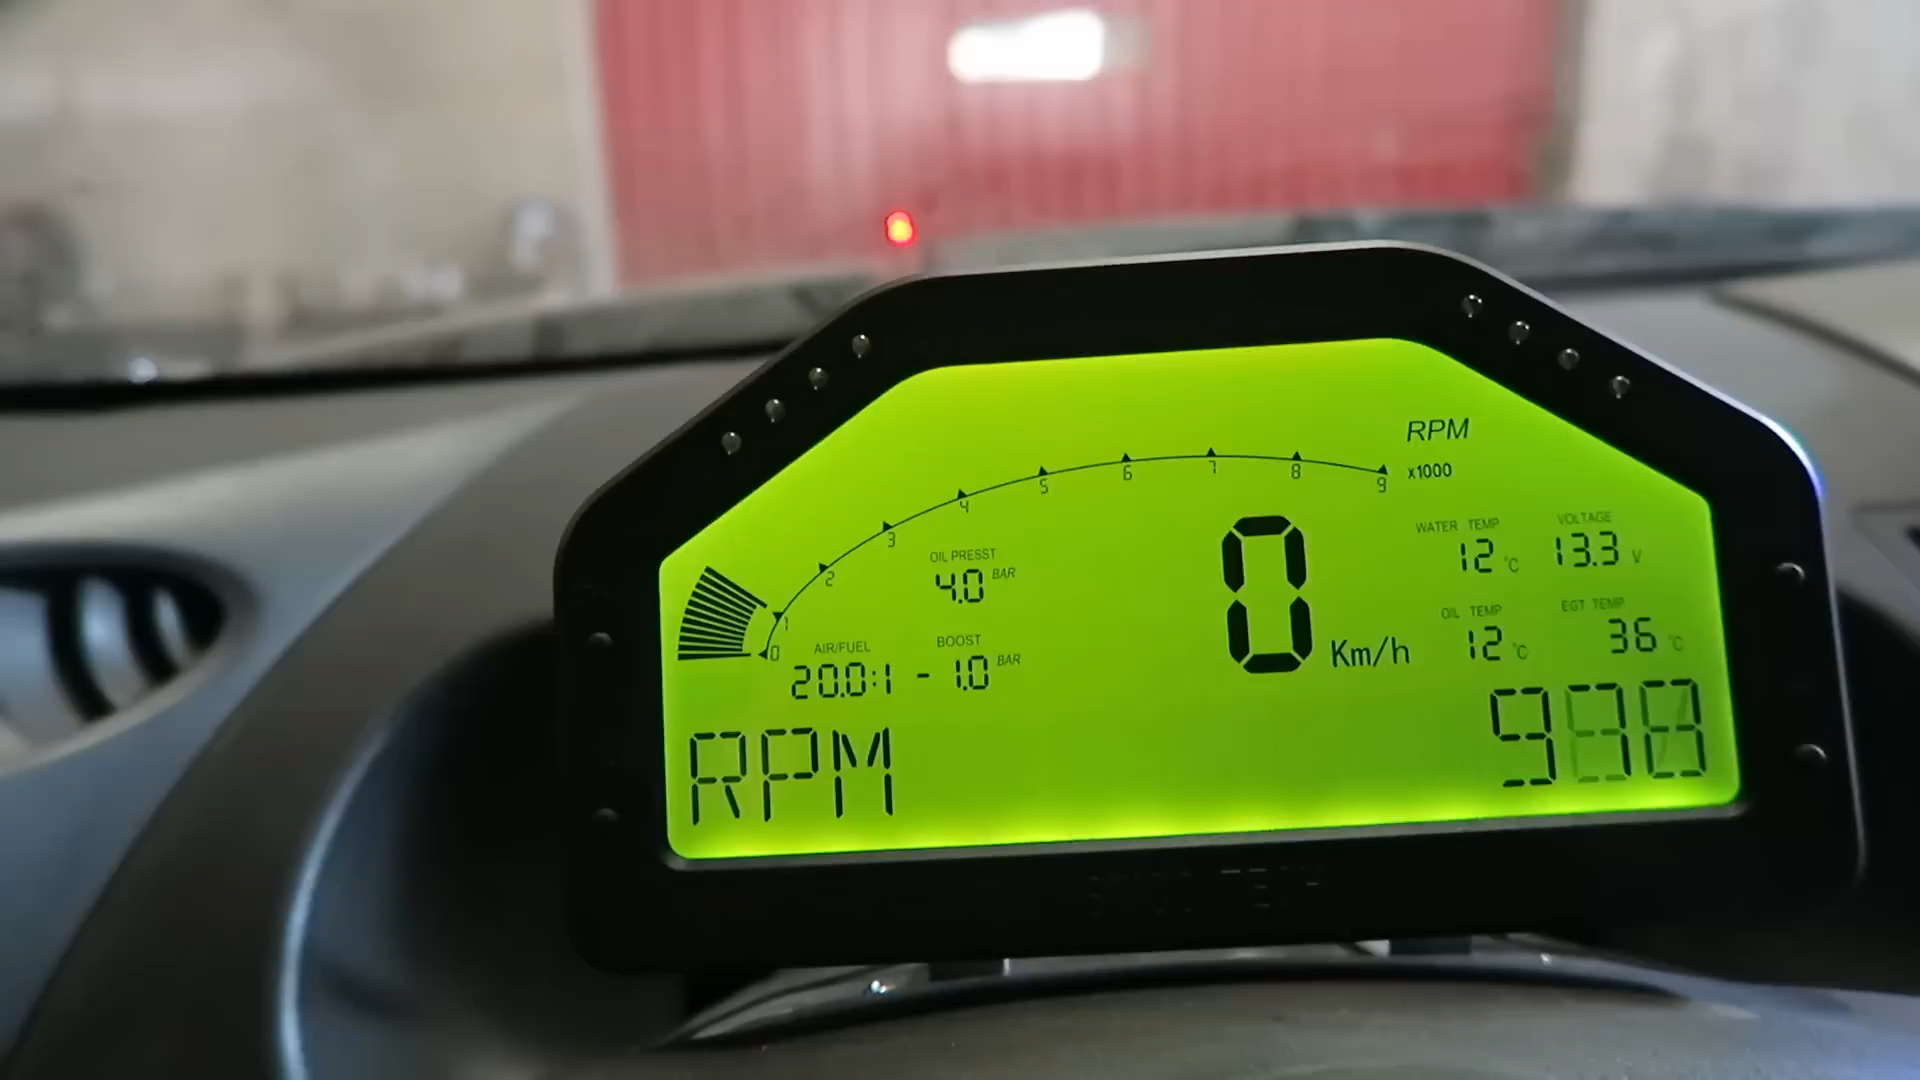 RPM
x1000
0 1 2 3 4 5 6 7 8 9
OIL PRESST
4.0 BAR
AIR/FUEL
20.0:1
BOOST
-1.0 BAR
0 Km/h
WATER TEMP
12 °C
VOLTAGE
13.3 V
OIL TEMP
12 °C
EGT TEMP
36 °C
RPM